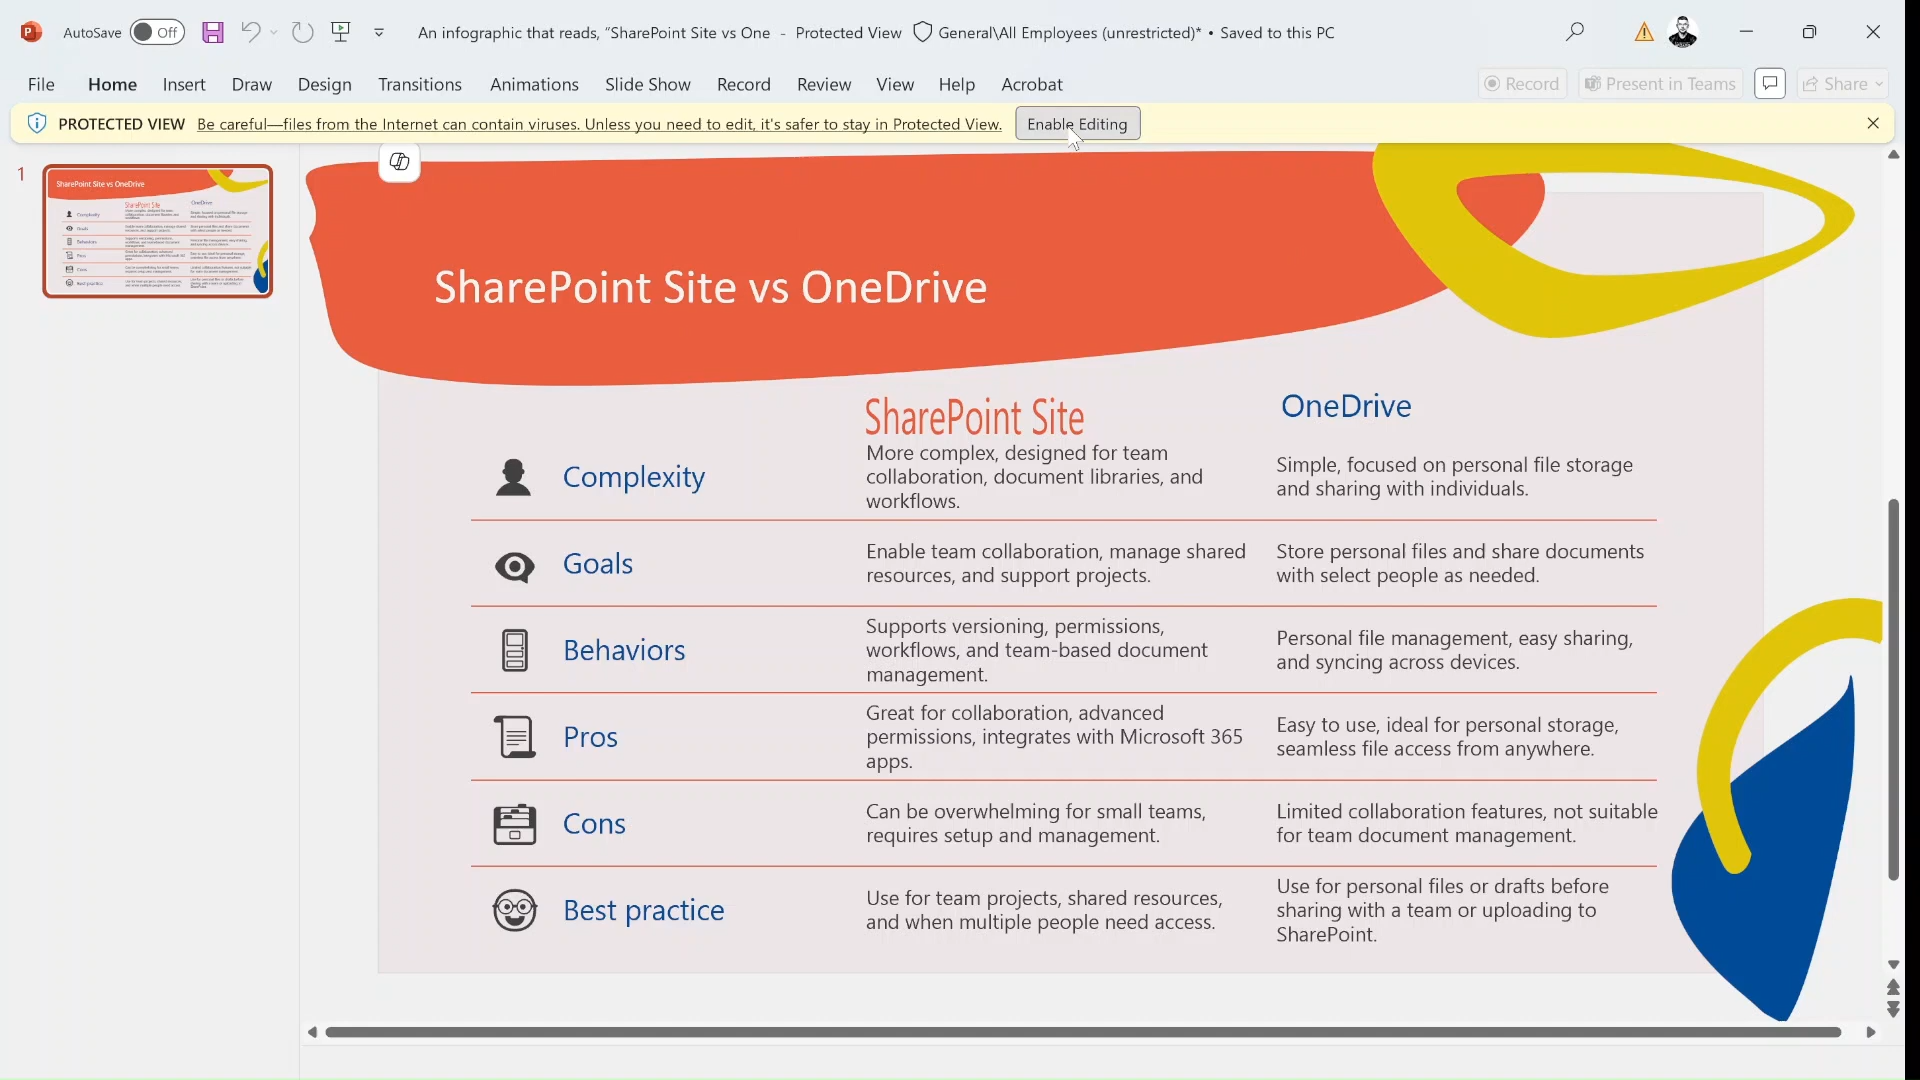 AutoSave Off An infographic that reads, “SharePoint Site vs One - Protected View General\All Employees (unrestricted)* • Saved to this PC
File Home Insert Draw Design Transitions Animations Slide Show Record Review View Help Acrobat Record Present in Teams Share
PROTECTED VIEW Be careful—files from the Internet can contain viruses. Unless you need to edit, it's safer to stay in Protected View. Enable Editing
1
SharePoint Site vs OneDrive
SharePoint Site
OneDrive
Complexity
More complex, designed for team
collaboration, document libraries, and
workflows.
Simple, focused on personal file storage
and sharing with individuals.
Goals
Enable team collaboration, manage shared
resources, and support projects.
Store personal files and share documents
with select people as needed.
Behaviors
Supports versioning, permissions,
workflows, and team-based document
management.
Personal file management, easy sharing,
and syncing across devices.
Pros
Great for collaboration, advanced
permissions, integrates with Microsoft 365
apps.
Easy to use, ideal for personal storage,
seamless file access from anywhere.
Cons
Can be overwhelming for small teams,
requires setup and management.
Limited collaboration features, not suitable
for team document management.
Best practice
Use for team projects, shared resources,
and when multiple people need access.
Use for personal files or drafts before
sharing with a team or uploading to
SharePoint.